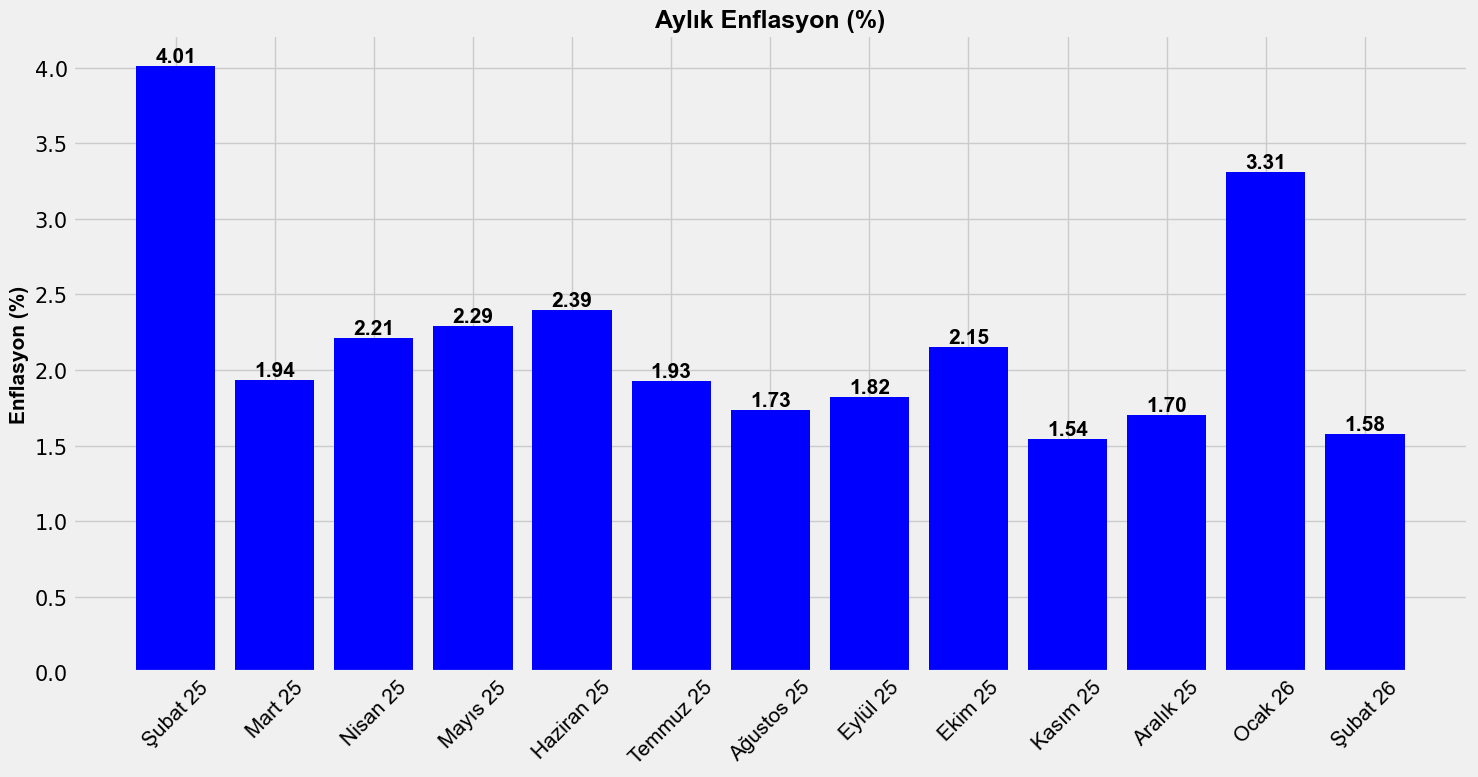 Aylık Enflasyon (%)
Enflasyon (%)
4.0
3.5
3.0
2.5
2.0
1.5
1.0
0.5
0.0
4.01
1.94
2.21
2.29
2.39
1.93
1.73
1.82
2.15
1.54
1.70
3.31
1.58
Şubat 25
Mart 25
Nisan 25
Mayıs 25
Haziran 25
Temmuz 25
Ağustos 25
Eylül 25
Ekim 25
Kasım 25
Aralık 25
Ocak 26
Şubat 26